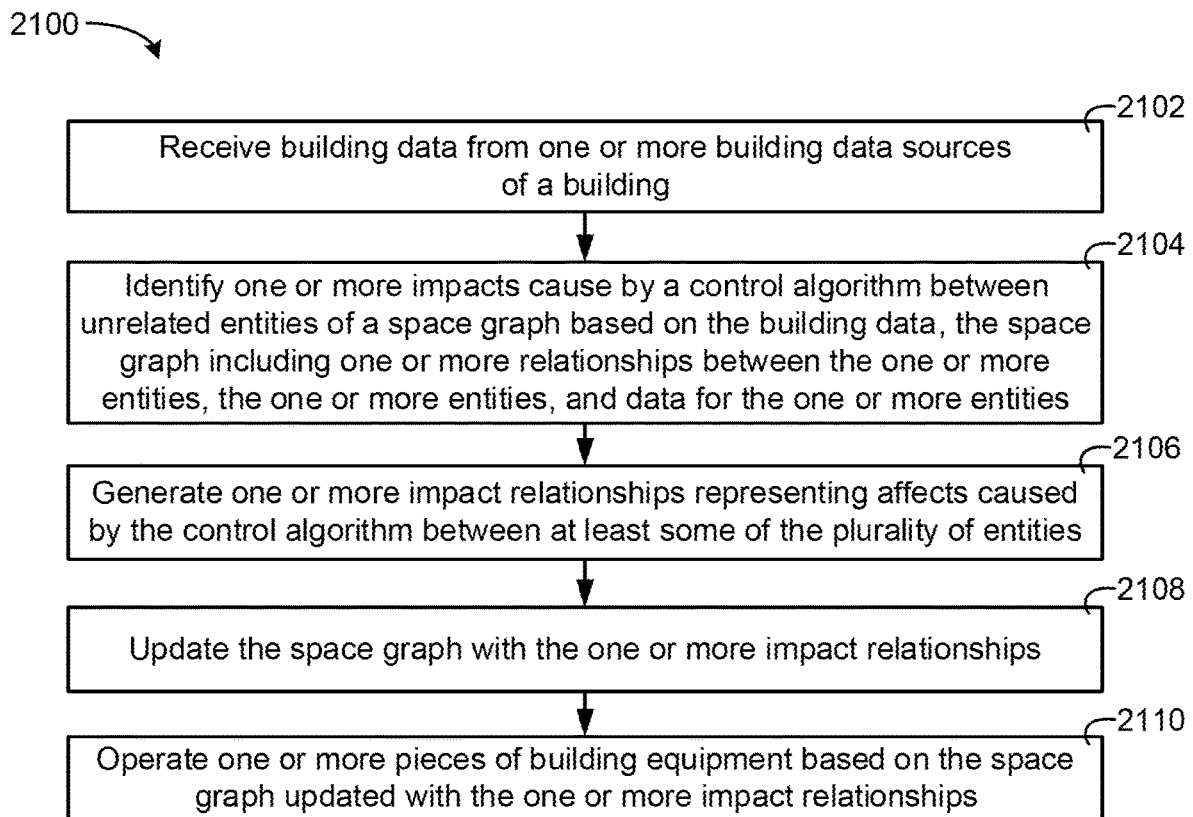 2100
2102
Receive building data from one or more building data sources
of a building
2104
Identify one or more impacts cause by a control algorithm between
unrelated entities of a space graph based on the building data, the space
graph including one or more relationships between the one or more
entities, the one or more entities, and data for the one or more entities
2106
Generate one or more impact relationships representing affects caused
by the control algorithm between at least some of the plurality of entities
2108
Update the space graph with the one or more impact relationships
2110
Operate one or more pieces of building equipment based on the space
graph updated with the one or more impact relationships